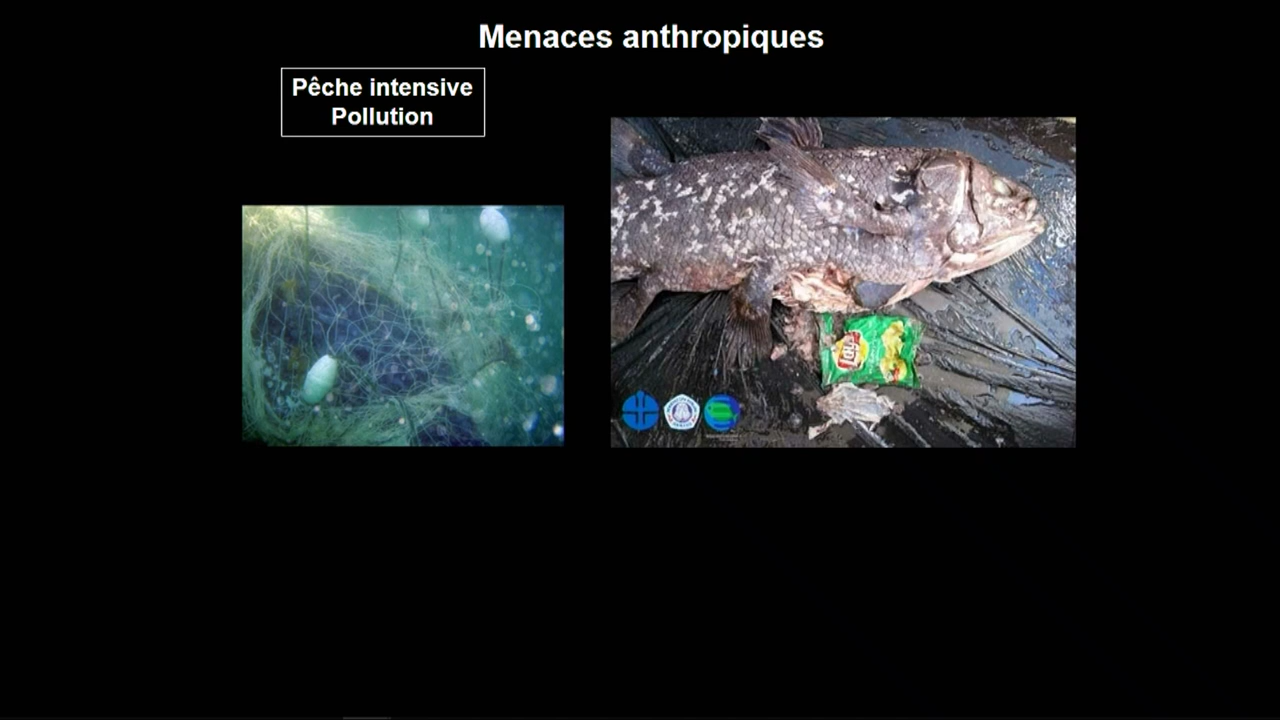 Menaces anthropiques
Pêche intensive
Pollution
Lay's